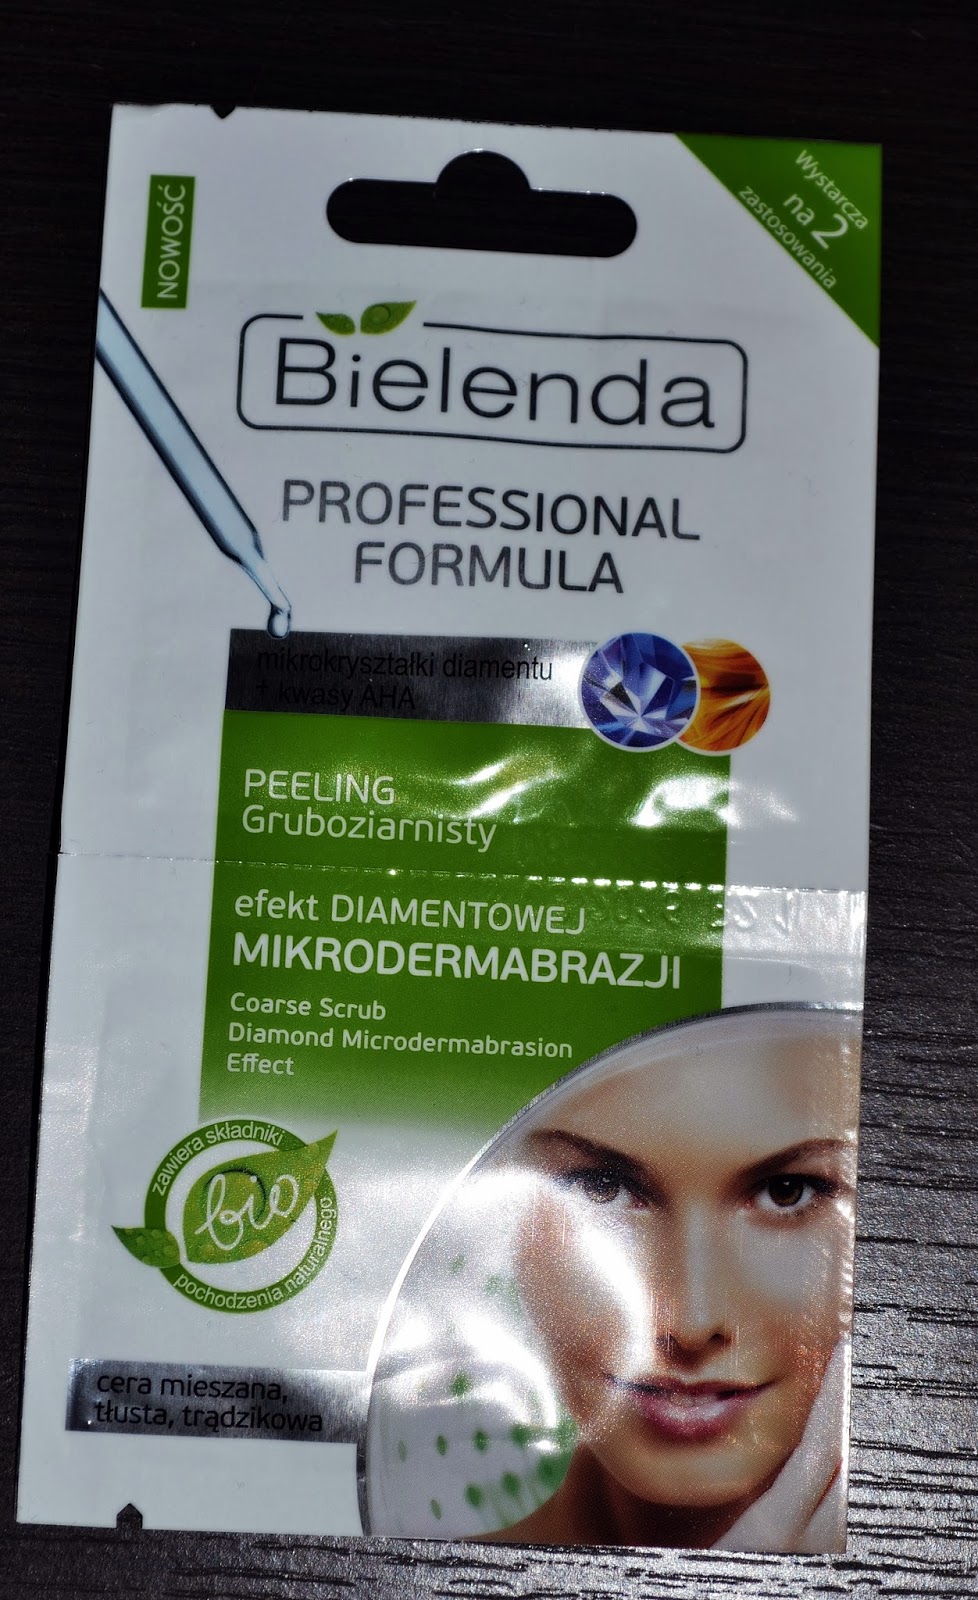 NOWOŚĆ
Wystarcza
na 2
zastosowania
Bielenda
PROFESSIONAL
FORMULA
mikrokryształki diamentu
+ kwasy AHA
PEELING
Gruboziarnisty
efekt DIAMENTOWEJ
MIKRODERMABRAZJI
Coarse Scrub
Diamond Microdermabrasion
Effect
zawiera składniki
bio
pochodzenia naturalnego
cera mieszana,
tłusta, trądzikowa